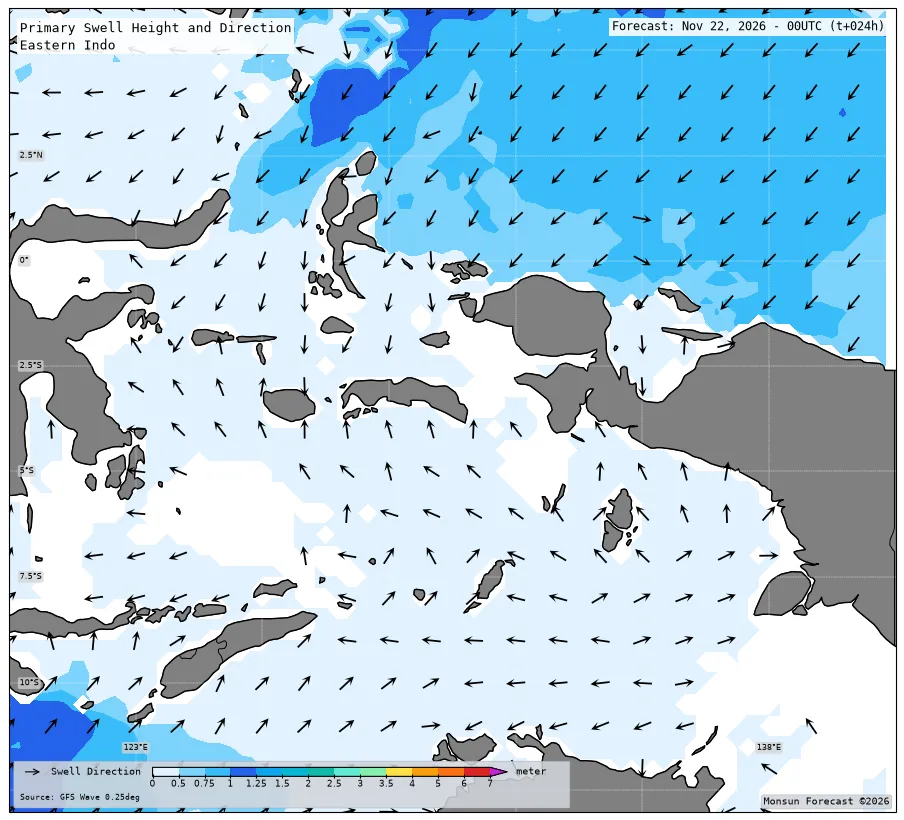 Primary Swell Height and Direction
Eastern Indo
Forecast: Nov 22, 2026 - 00UTC (t+024h)
2.5°N
0°
2.5°S
5°S
7.5°S
10°S
123°E
138°E
Swell Direction
meter
0 0.5 0.75 1 1.25 1.5 2 2.5 3 3.5 4 5 6 7
Source: GFS Wave 0.25deg
Monsun Forecast ©2026